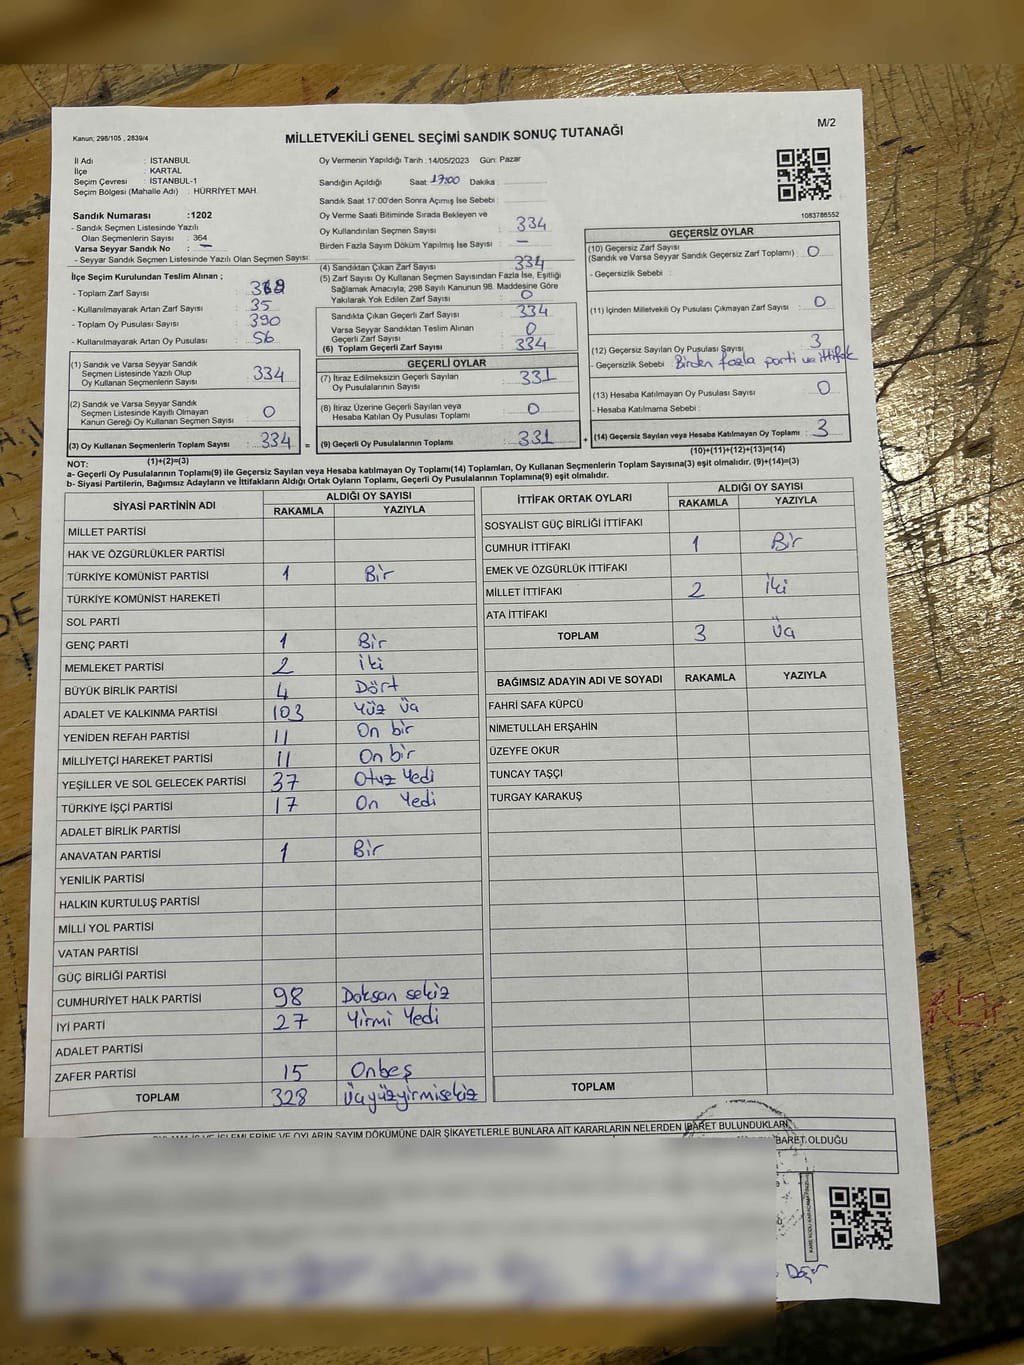 Kanun; 298/105 , 2839/4
MİLLETVEKİLİ GENEL SEÇİMİ SANDIK SONUÇ TUTANAĞI
M/2
İl Adı : İSTANBUL
İlçe : KARTAL
Seçim Çevresi : İSTANBUL-1
Seçim Bölgesi (Mahalle Adı) : HÜRRİYET MAH.
Sandık Numarası :1202
- Sandık Seçmen Listesinde Yazılı
Olan Seçmenlerin Sayısı : 364
Varsa Seyyar Sandık No : —
- Seyyar Sandık Seçmen Listesinde Yazılı Olan Seçmen Sayısı:
Oy Vermenin Yapıldığı Tarih :14/05/2023 Gün: Pazar
Sandığın Açıldığı Saat 17:00 Dakika :
Sandık Saat 17:00'den Sonra Açımış İse Sebebi :
Oy Verme Saati Bitiminde Sırada Bekleyen ve
Oy Kullandırılan Seçmen Sayısı : 334
Birden Fazla Sayım Döküm Yapılmış İse Sayısı : —
1083786552
İlçe Seçim Kurulundan Teslim Alınan ;
- Toplam Zarf Sayısı :
- Kullanılmayarak Artan Zarf Sayısı : 35
- Toplam Oy Pusulası Sayısı : 390
- Kullanılmayarak Artan Oy Pusulası : 56
(1) Sandık ve Varsa Seyyar Sandık
Seçmen Listesinde Yazılı Olup
Oy Kullanan Seçmenlerin Sayısı : 334
(2) Sandık ve Varsa Seyyar Sandık
Seçmen Listesinde Kayıtlı Olmayan
Kanun Gereği Oy Kullanan Seçmen Sayısı : 0
(3) Oy Kullanan Seçmenlerin Toplam Sayısı : 334 =
(1)+(2)=(3)
(4) Sandıktan Çıkan Zarf Sayısı : 334
(5) Zarf Sayısı Oy Kullanan Seçmen Sayısından Fazla İse, Eşitliği
Sağlamak Amacıyla, 298 Sayılı Kanunun 98. Maddesine Göre
Yakılarak Yok Edilen Zarf Sayısı : 0
Sandıkta Çıkan Geçerli Zarf Sayısı : 334
Varsa Seyyar Sandıktan Teslim Alınan
Geçerli Zarf Sayısı : 0
(6) Toplam Geçerli Zarf Sayısı : 334
GEÇERLİ OYLAR
(7) İtiraz Edilmeksizin Geçerli Sayılan
Oy Pusulalarının Sayısı : 331
(8) İtiraz Üzerine Geçerli Sayılan veya
Hesaba Katılan Oy Pusulası Toplamı : 0
(9) Geçerli Oy Pusulalarının Toplamı : 331 +
GEÇERSİZ OYLAR
(10) Geçersiz Zarf Sayısı
(Sandık ve Varsa Seyyar Sandık Geçersiz Zarf Toplamı) : 0
- Geçersizlik Sebebi :
(11) İçinden Milletvekili Oy Pusulası Çıkmayan Zarf Sayısı : 0
(12) Geçersiz Sayılan Oy Pusulası Sayısı : 3
- Geçersizlik Sebebi : Birden fazla parti ve ittifak
(13) Hesaba Katılmayan Oy Pusulası Sayısı : 0
- Hesaba Katılmama Sebebi :
(14) Geçersiz Sayılan veya Hesaba Katılmayan Oy Toplamı : 3
(10)+(11)+(12)+(13)=(14)
NOT:
a- Geçerli Oy Pusulalarının Toplamı(9) ile Geçersiz Sayılan veya Hesaba katılmayan Oy Toplamı(14) Toplamları, Oy Kullanan Seçmenlerin Toplam Sayısına(3) eşit olmalıdır. (9)+(14)=(3)
b- Siyasi Partilerin, Bağımsız Adayların ve İttifakların Aldığı Ortak Oyların Toplamı, Geçerli Oy Pusulalarının Toplamına(9) eşit olmalıdır.
SİYASİ PARTİNİN ADI ALDIĞI OY SAYISI
RAKAMLA YAZIYLA
MİLLET PARTİSİ
HAK VE ÖZGÜRLÜKLER PARTİSİ
TÜRKİYE KOMÜNİST PARTİSİ 1 Bir
TÜRKİYE KOMÜNİST HAREKETİ
SOL PARTİ
GENÇ PARTİ 1 Bir
MEMLEKET PARTİSİ 2 iki
BÜYÜK BİRLİK PARTİSİ 4 Dört
ADALET VE KALKINMA PARTİSİ 103 Yüz Üç
YENİDEN REFAH PARTİSİ 11 On bir
MİLLİYETÇİ HAREKET PARTİSİ 11 On bir
YEŞİLLER VE SOL GELECEK PARTİSİ 37 Otuz Yedi
TÜRKİYE İŞÇİ PARTİSİ 17 On Yedi
ADALET BİRLİK PARTİSİ
ANAVATAN PARTİSİ 1 Bir
YENİLİK PARTİSİ
HALKIN KURTULUŞ PARTİSİ
MİLLİ YOL PARTİSİ
VATAN PARTİSİ
GÜÇ BİRLİĞİ PARTİSİ
CUMHURİYET HALK PARTİSİ 98 Doksan sekiz
İYİ PARTİ 27 Yirmi Yedi
ADALET PARTİSİ
ZAFER PARTİSİ 15 Onbeş
TOPLAM 328 Üçyüzyirmisekiz
İTTİFAK ORTAK OYLARI ALDIĞI OY SAYISI
RAKAMLA YAZIYLA
SOSYALİST GÜÇ BİRLİĞİ İTTİFAKI
CUMHUR İTTİFAKI 1 Bir
EMEK VE ÖZGÜRLÜK İTTİFAKI
MİLLET İTTİFAKI 2 iki
ATA İTTİFAKI
TOPLAM 3 Üç
BAĞIMSIZ ADAYIN ADI VE SOYADI RAKAMLA YAZIYLA
FAHRİ SAFA KÜPCÜ
NİMETULLAH ERŞAHİN
ÜZEYFE OKUR
TUNCAY TAŞÇI
TURGAY KARAKUŞ
TOPLAM
İŞLEMLERİNE VE OYLARIN SAYIM DÖKÜMÜNE DAİR ŞİKAYETLERLE BUNLARA AİT KARARLARIN NELERDEN İBARET BULUNDUKLARI
İBARET OLDUĞU